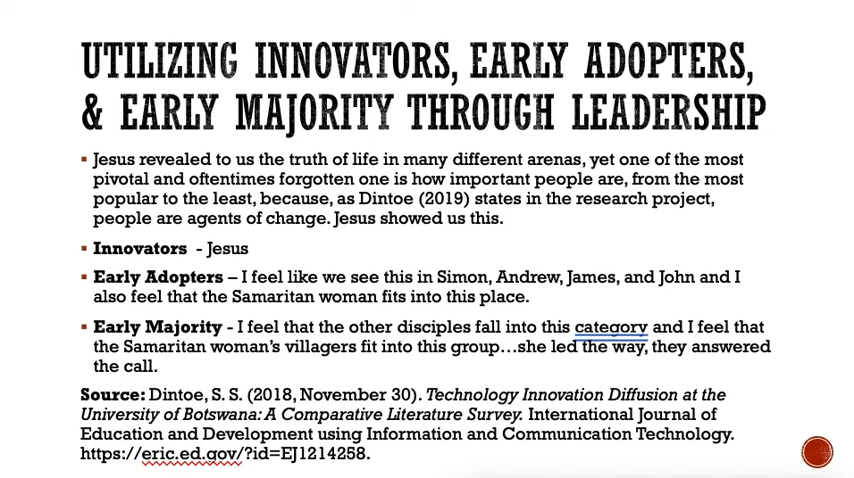 UTILIZING INNOVATORS, EARLY ADOPTERS,
& EARLY MAJORITY THROUGH LEADERSHIP
▪ Jesus revealed to us the truth of life in many different arenas, yet one of the most
pivotal and oftentimes forgotten one is how important people are, from the most
popular to the least, because, as Dintoe (2019) states in the research project,
people are agents of change. Jesus showed us this.
▪ Innovators - Jesus
▪ Early Adopters – I feel like we see this in Simon, Andrew, James, and John and I
also feel that the Samaritan woman fits into this place.
▪ Early Majority - I feel that the other disciples fall into this category and I feel that
the Samaritan woman's villagers fit into this group…she led the way, they answered
the call.
Source: Dintoe, S. S. (2018, November 30). Technology Innovation Diffusion at the
University of Botswana: A Comparative Literature Survey. International Journal of
Education and Development using Information and Communication Technology.
https://eric.ed.gov/?id=EJ1214258.